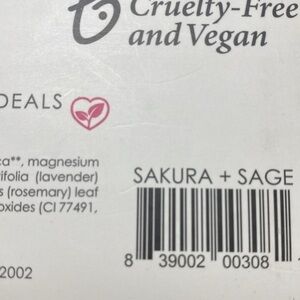 Cruelty-Free
and Vegan
DEALS
ca**, magnesium
ifolia (lavender)
s (rosemary) leaf
oxides (CI 77491,
SAKURA + SAGE
8 39002 00308
2002